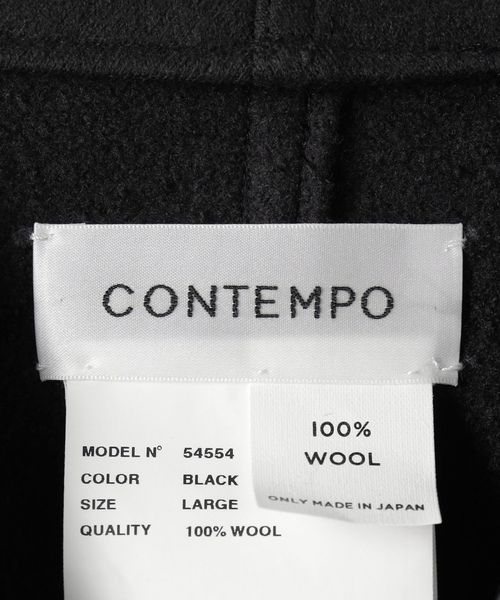 CONTEMPO
MODEL N° 54554
COLOR BLACK
SIZE LARGE
QUALITY 100% WOOL
100%
WOOL
ONLY MADE IN JAPAN